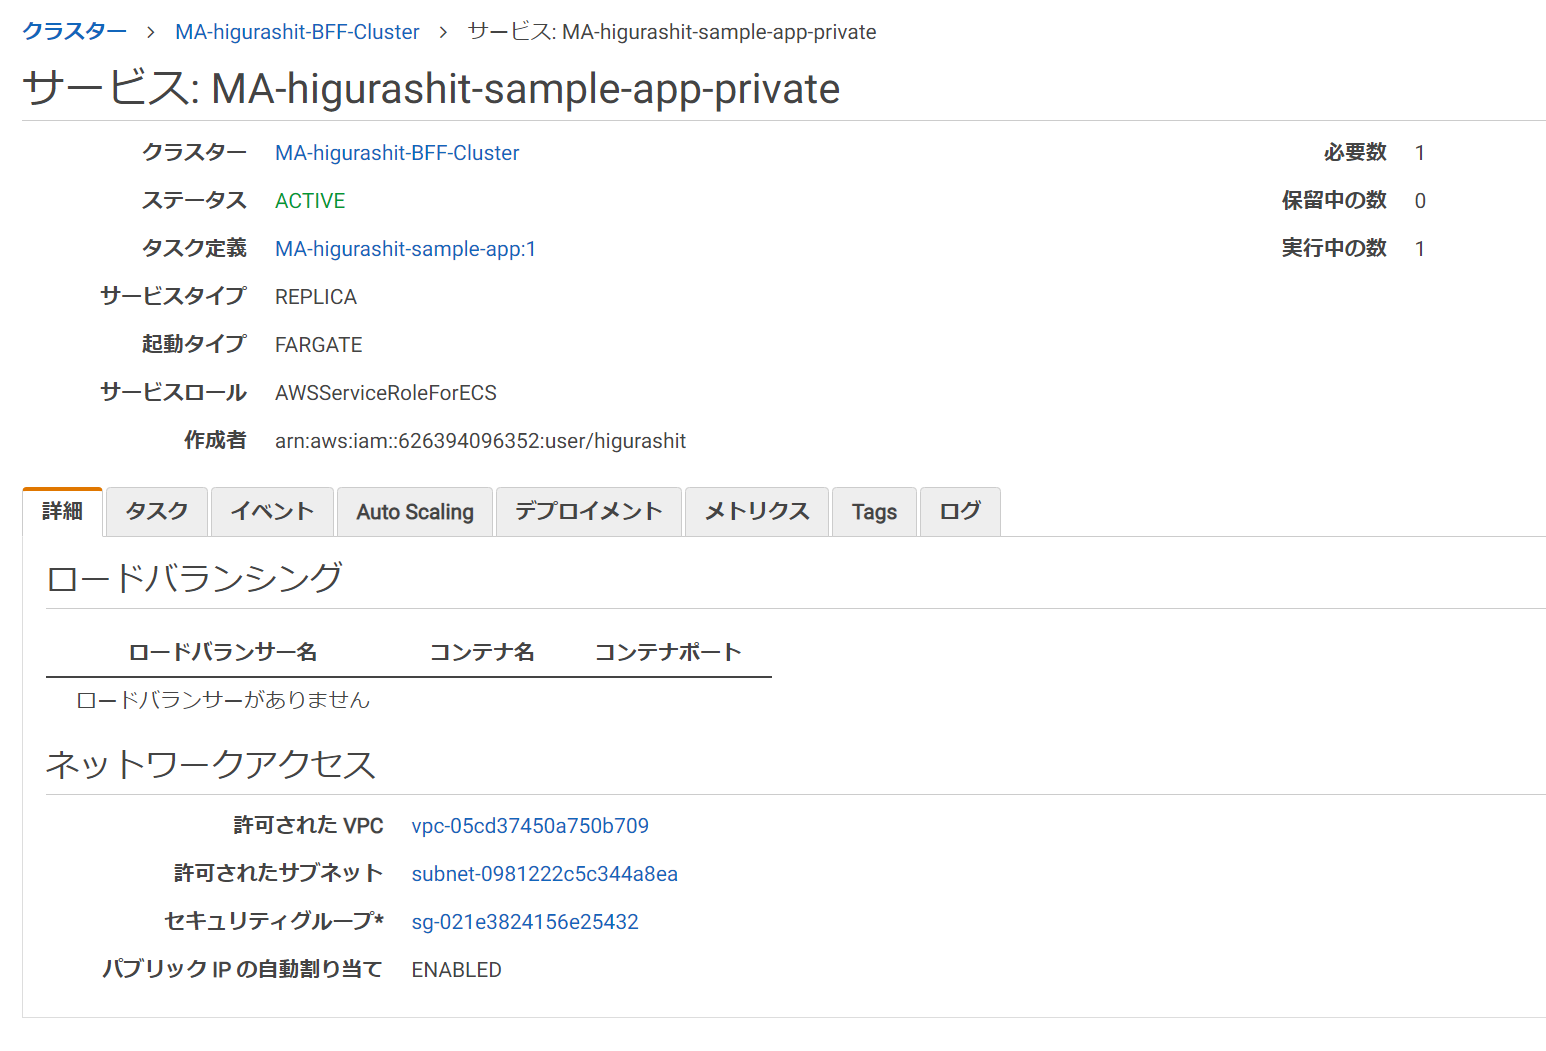 クラスター > MA-higurashit-BFF-Cluster > サービス: MA-higurashit-sample-app-private
サービス: MA-higurashit-sample-app-private
クラスター MA-higurashit-BFF-Cluster 必要数 1
ステータス ACTIVE 保留中の数 0
タスク定義 MA-higurashit-sample-app:1 実行中の数 1
サービスタイプ REPLICA
起動タイプ FARGATE
サービスロール AWSServiceRoleForECS
作成者 arn:aws:iam::626394096352:user/higurashit
詳細 タスク イベント Auto Scaling デプロイメント メトリクス Tags ログ
ロードバランシング
ロードバランサー名 コンテナ名 コンテナポート
ロードバランサーがありません
ネットワークアクセス
許可された VPC vpc-05cd37450a750b709
許可されたサブネット subnet-0981222c5c344a8ea
セキュリティグループ* sg-021e3824156e25432
パブリック IP の自動割り当て ENABLED